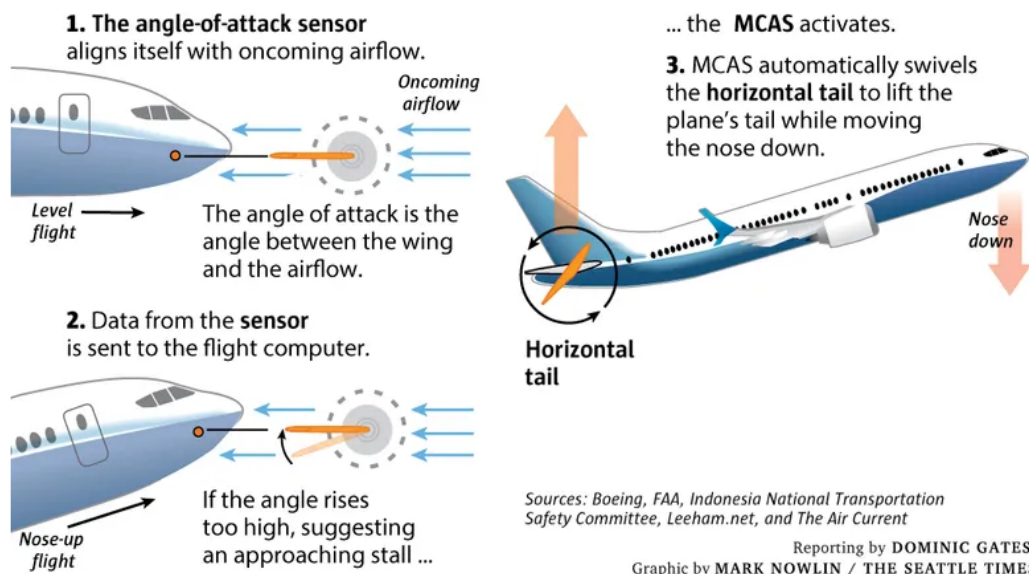 1. The angle-of-attack sensor
aligns itself with oncoming airflow.
Oncoming
airflow
Level
flight
The angle of attack is the
angle between the wing
and the airflow.
2. Data from the sensor
is sent to the flight computer.
Nose-up
flight
If the angle rises
too high, suggesting
an approaching stall ...
... the MCAS activates.
3. MCAS automatically swivels
the horizontal tail to lift the
plane's tail while moving
the nose down.
Nose
down
Horizontal
tail
Sources: Boeing, FAA, Indonesia National Transportation
Safety Committee, Leeham.net, and The Air Current
Reporting by DOMINIC GATES
Graphic by MARK NOWLIN / THE SEATTLE TIMES